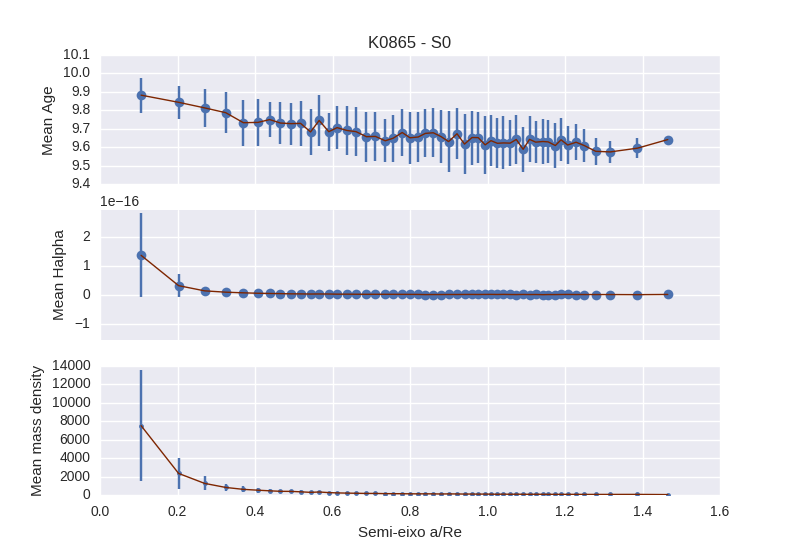 K0865 - S0
10.1
10.0
9.9
9.8
9.7
9.6
9.5
9.4
Mean Age
1e−16
2
1
0
−1
Mean Halpha
14000
12000
10000
8000
6000
4000
2000
0
Mean mass density
0.0 0.2 0.4 0.6 0.8 1.0 1.2 1.4 1.6
Semi-eixo a/Re